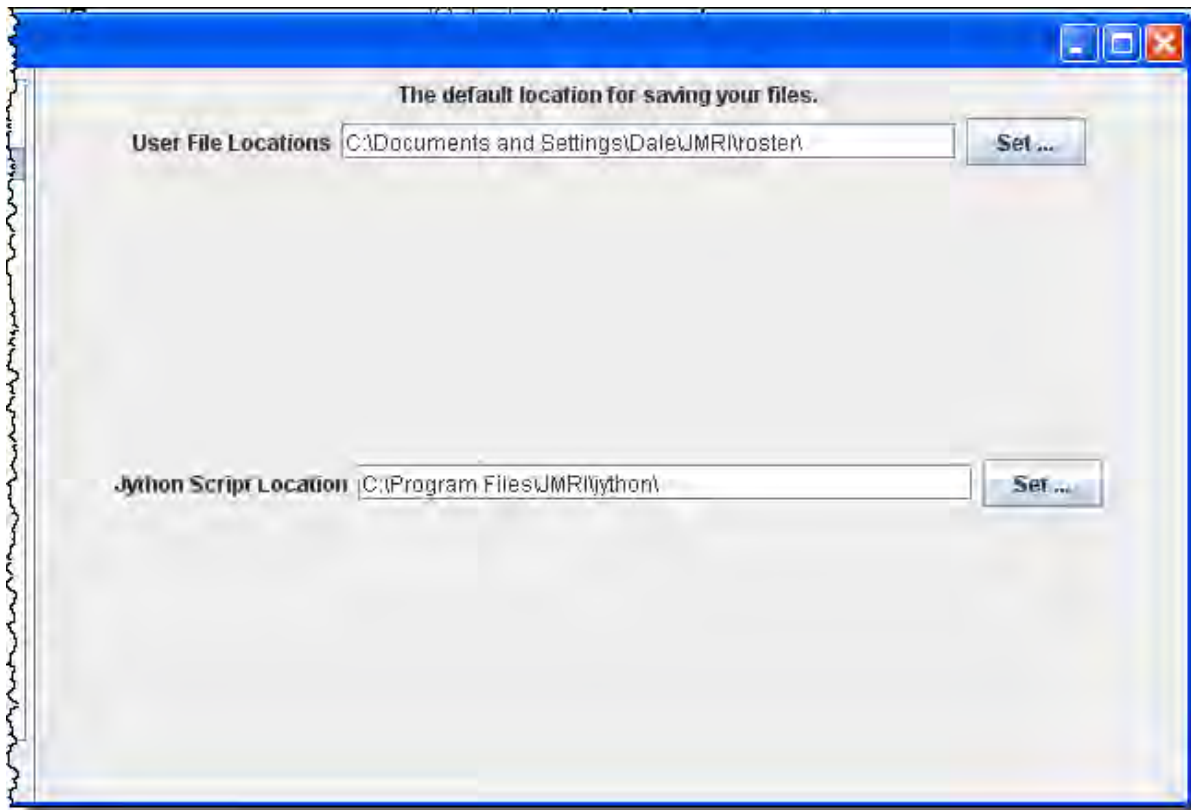 The default location for saving your files.
User File Locations C:\Documents and Settings\Dale\JMRI\roster\ Set ...
Jython Script Location C:\Program Files\JMRI\jython\ Set ...